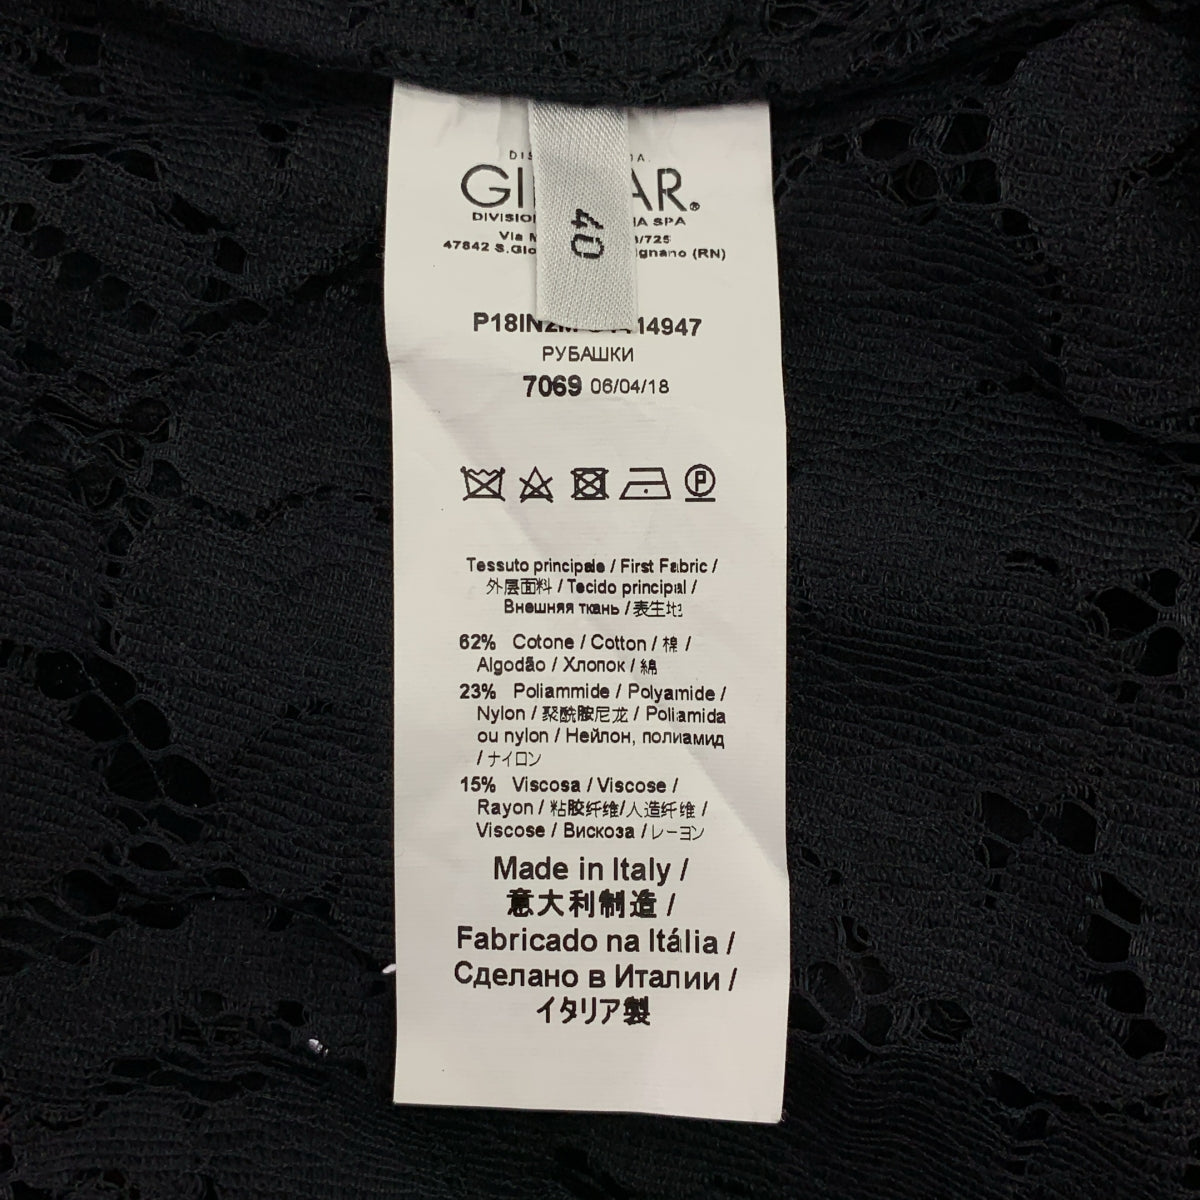 40
47842
(RN)
14947
РУБАШКИ
7069 06/04/18
P
Tessuto principale / First Fabric /
外层面料 / Tecido principal /
Внешняя ткань / 表生地
62% Cotone / Cotton / 棉 /
Algodão / Хлопок / 綿
23% Poliammide / Polyamide /
Nylon / 聚酰胺尼龙 / Poliamida
ou nylon / Нейлон, полиамид
/ ナイロン
15% Viscosa / Viscose /
Rayon / 粘胶纤维/人造纤维 /
Viscose / Вискоза / レーヨン
Made in Italy /
意大利制造 /
Fabricado na Itália /
Сделано в Италии /
イタリア製